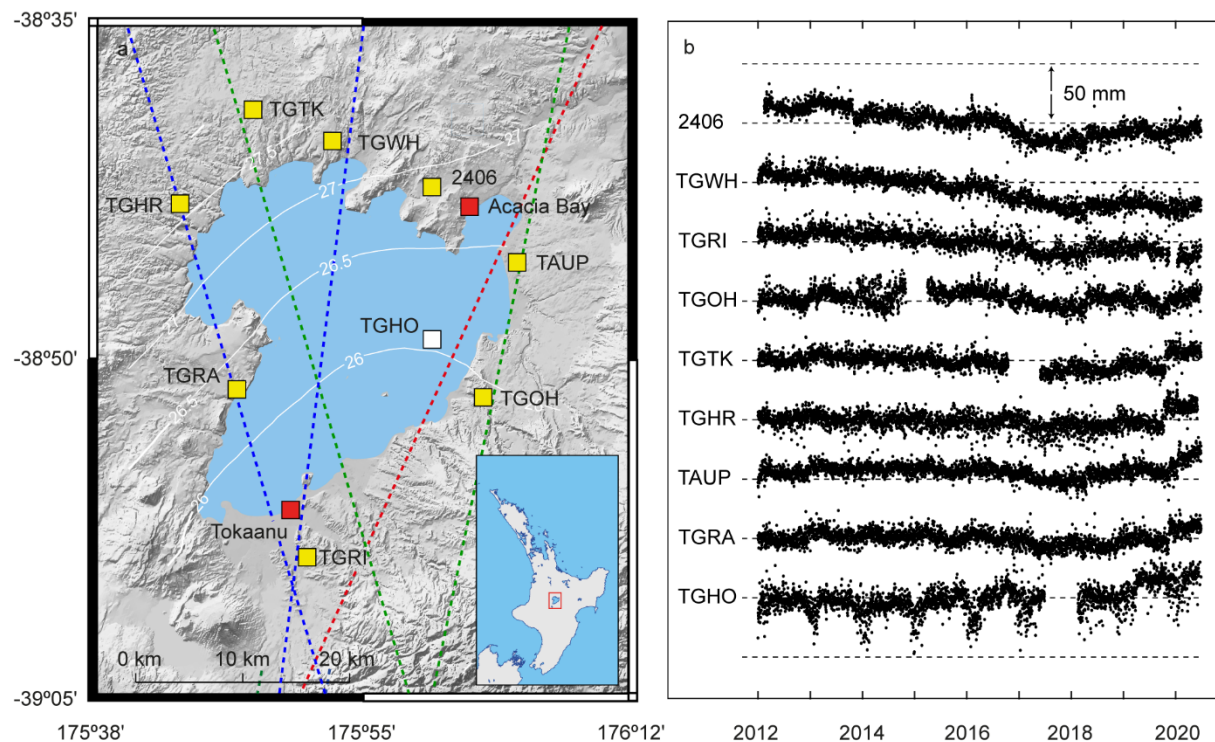 -38º35'
-38º50'
-39º05'
175º38'
175º55'
176º12'
a
TGTK
TGWH
27.5
27
27
2406
TGHR
Acacia Bay
26.5
TAUP
27
TGHO
26
TGRA
TGOH
26.5
26
Tokaanu
TGRI
0 km
10 km
20 km
b
50 mm
2406
TGWH
TGRI
TGOH
TGTK
TGHR
TAUP
TGRA
TGHO
2012
2014
2016
2018
2020